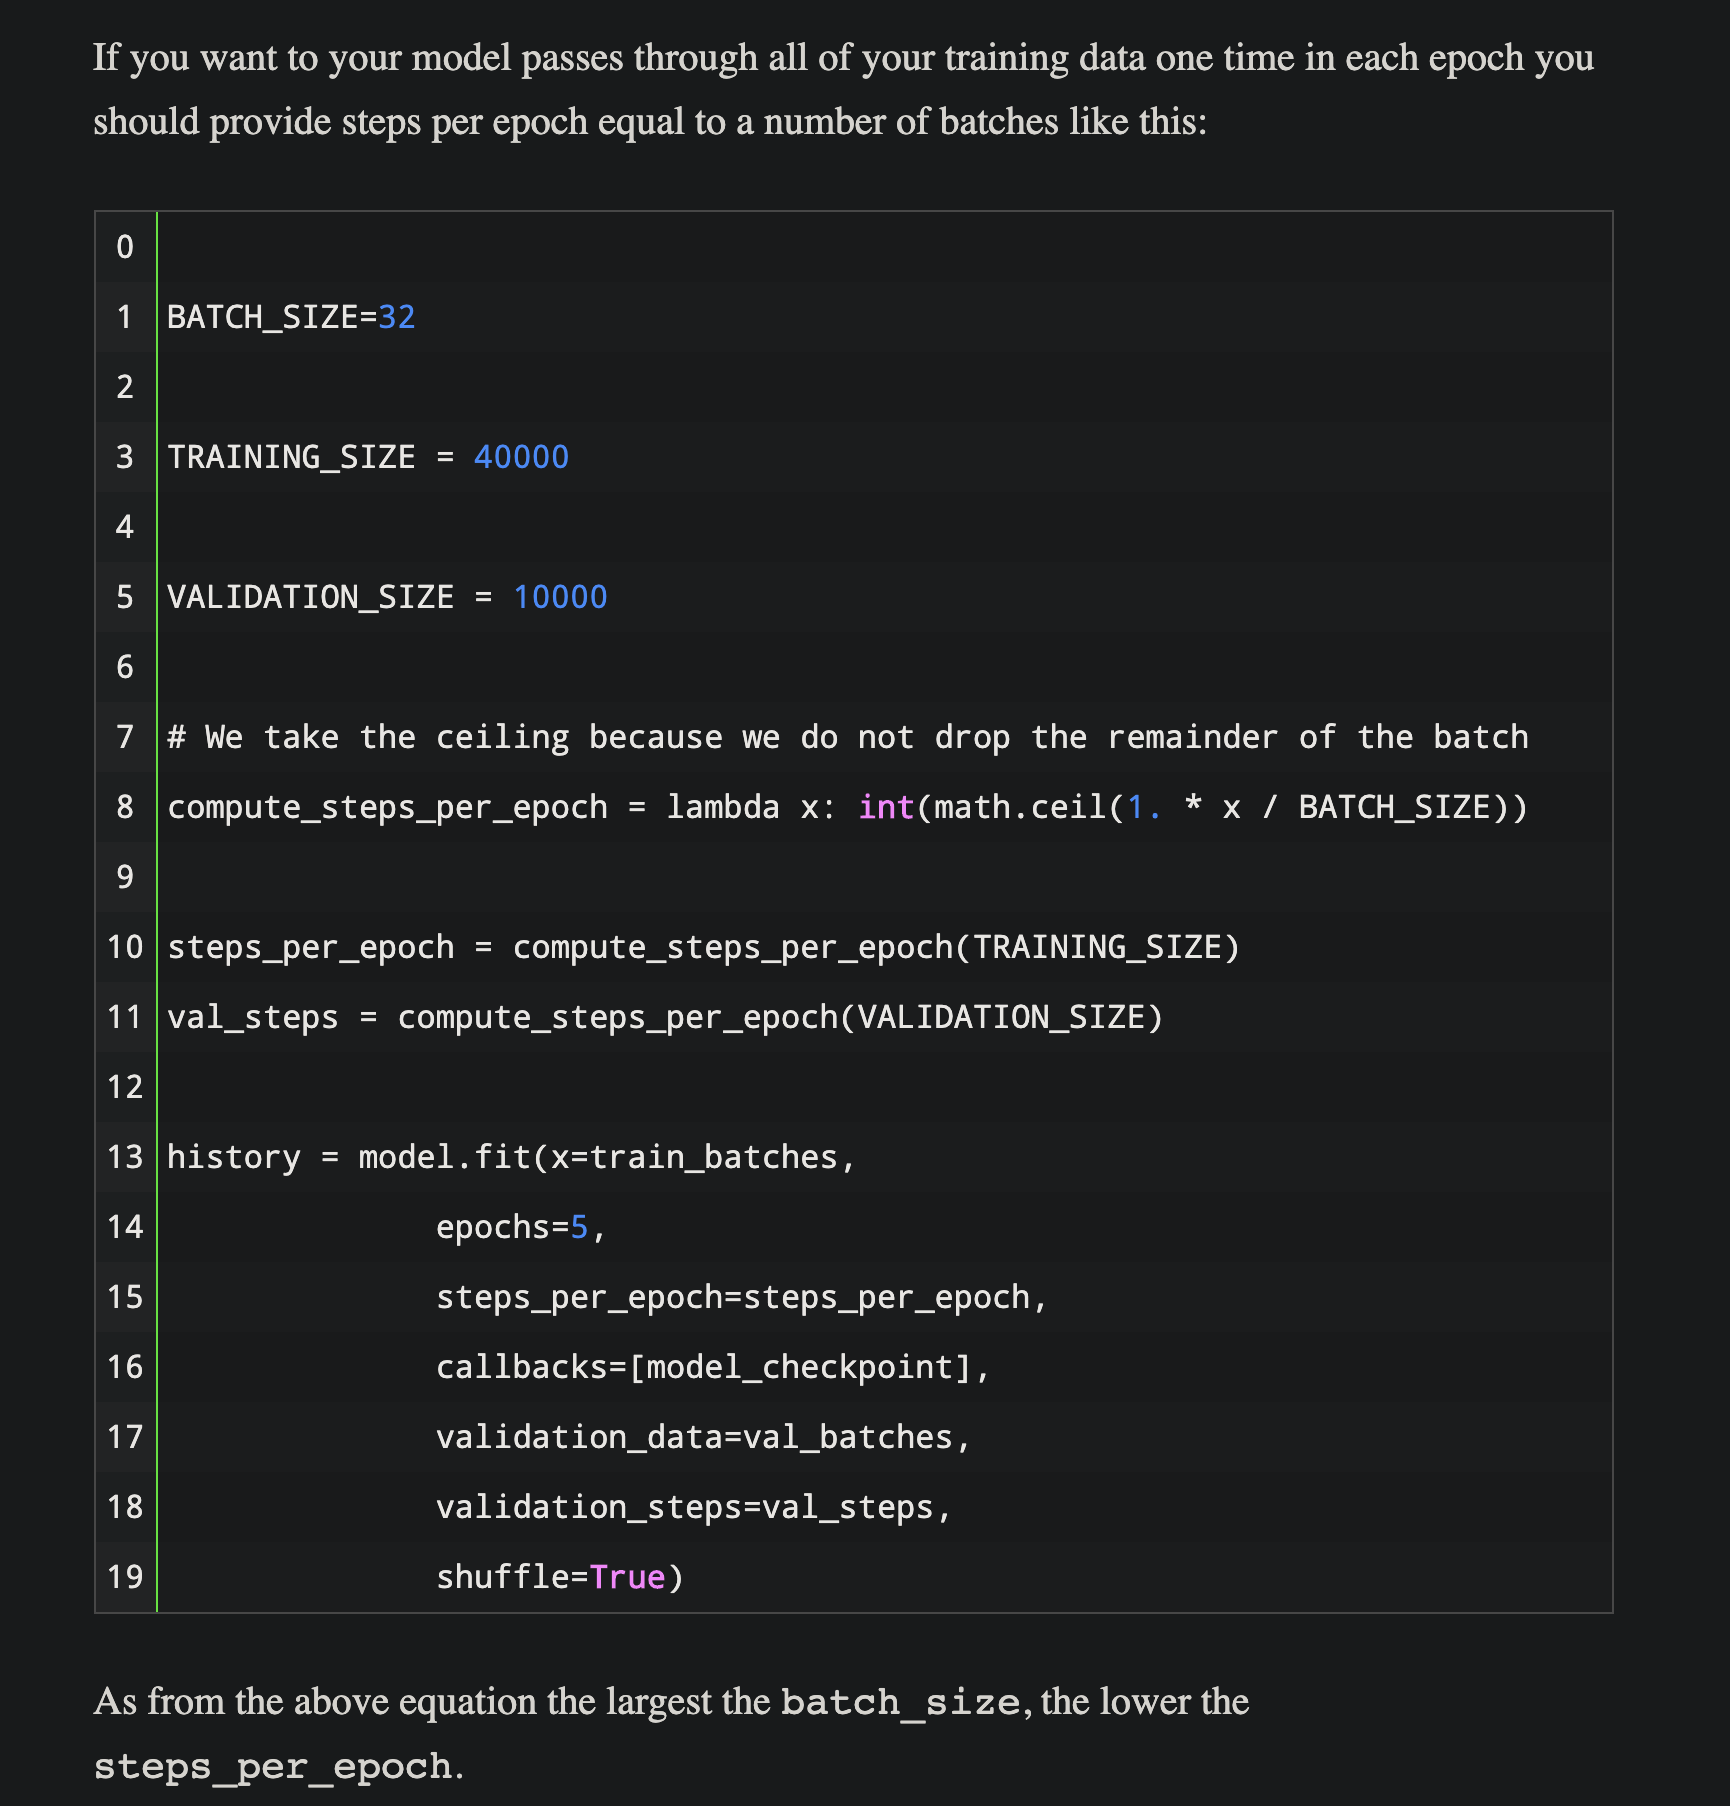 If you want to your model passes through all of your training data one time in each epoch you
should provide steps per epoch equal to a number of batches like this:
0
1 BATCH_SIZE=32
2
3 TRAINING_SIZE = 40000
4
5 VALIDATION_SIZE = 10000
6
7 # We take the ceiling because we do not drop the remainder of the batch
8 compute_steps_per_epoch = lambda x: int(math.ceil(1. * x / BATCH_SIZE))
9
10 steps_per_epoch = compute_steps_per_epoch(TRAINING_SIZE)
11 val_steps = compute_steps_per_epoch(VALIDATION_SIZE)
12
13 history = model.fit(x=train_batches,
14 epochs=5,
15 steps_per_epoch=steps_per_epoch,
16 callbacks=[model_checkpoint],
17 validation_data=val_batches,
18 validation_steps=val_steps,
19 shuffle=True)
As from the above equation the largest the batch_size, the lower the
steps_per_epoch.